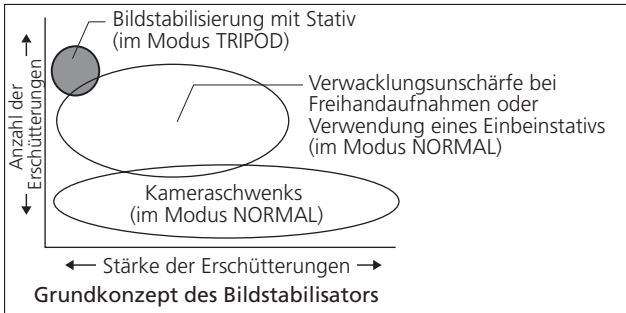 Bildstabilisierung mit Stativ
(im Modus TRIPOD)
Verwacklungsunschärfe bei
Freihandaufnahmen oder
Verwendung eines Einbeinstativs
(im Modus NORMAL)
Anzahl der
Erschütterungen
Kameraschwenks
(im Modus NORMAL)
Stärke der Erschütterungen
Grundkonzept des Bildstabilisators